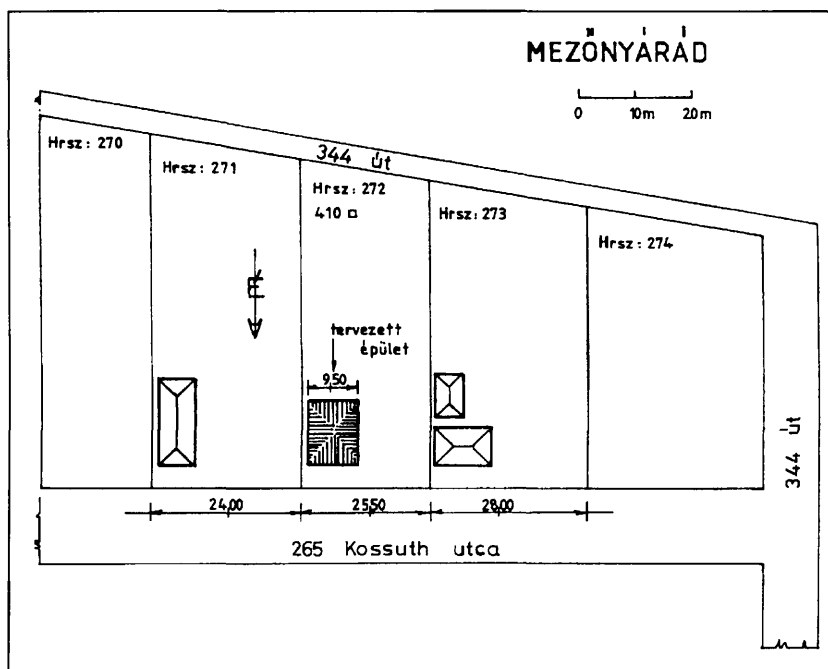 MEZŐNYÁRÁD
0 10m 20m
344 Út
Hrsz: 270
Hrsz: 271
Hrsz: 272
410
Hrsz: 273
Hrsz: 274
É
tervezett
épület
9,50
344 Út
24,00 25,50 28,00
265 Kossuth utca